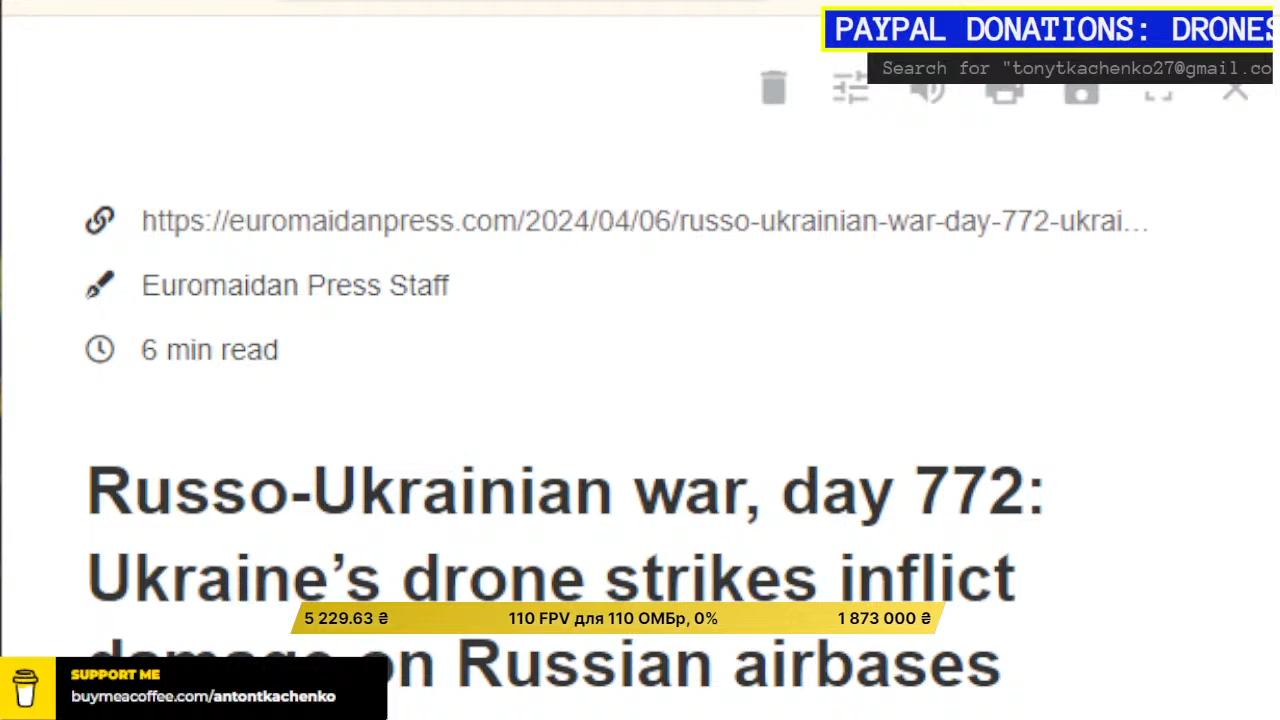 PAYPAL DONATIONS: DRONES
Search for "tonytkachenko27@gmail.co
https://euromaidanpress.com/2024/04/06/russo-ukrainian-war-day-772-ukrai...
Euromaidan Press Staff
6 min read
Russo-Ukrainian war, day 772:
Ukraine’s drone strikes inflict
5 229.63 ₴ 110 FPV для 110 ОМБр, 0% 1 873 000 ₴
damage on Russian airbases
SUPPORT ME
buymeacoffee.com/antontkachenko